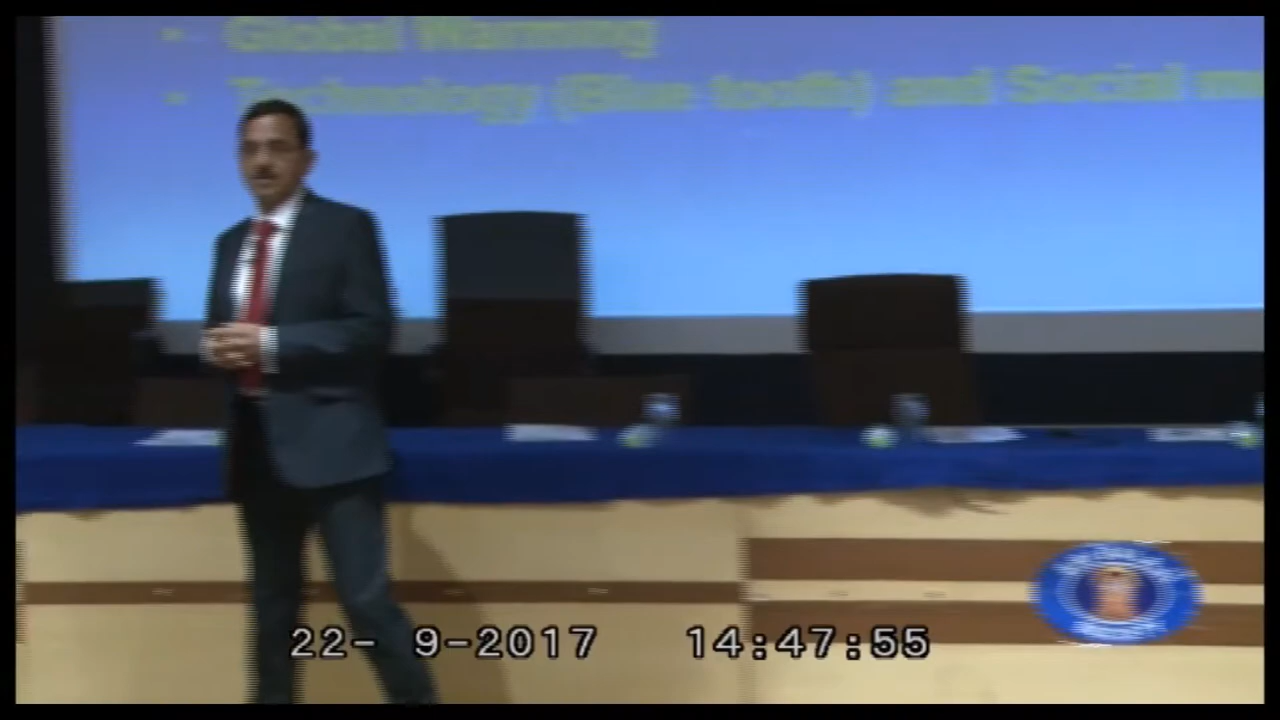 - Global Warming
- Technology (Blue tooth) and Social
22- 9-2017 14:47:55